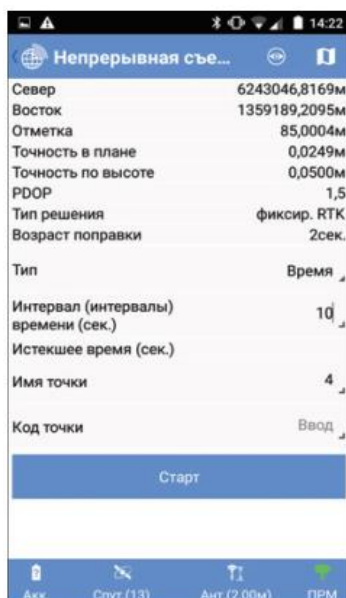 14:22
Непрерывная съе...
Север 6243046,8169м
Восток 1359189,2095м
Отметка 85,0004м
Точность в плане 0,0249м
Точность по высоте 0,0500м
PDOP 1,5
Тип решения фиксир. RTK
Возраст поправки 2сек.
Тип Время
Интервал (интервалы)
времени (сек.) 10
Истекшее время (сек.)
Имя точки 4
Код точки Ввод
Старт
Акк Спут (13) Ант (2.00м) ПРМ